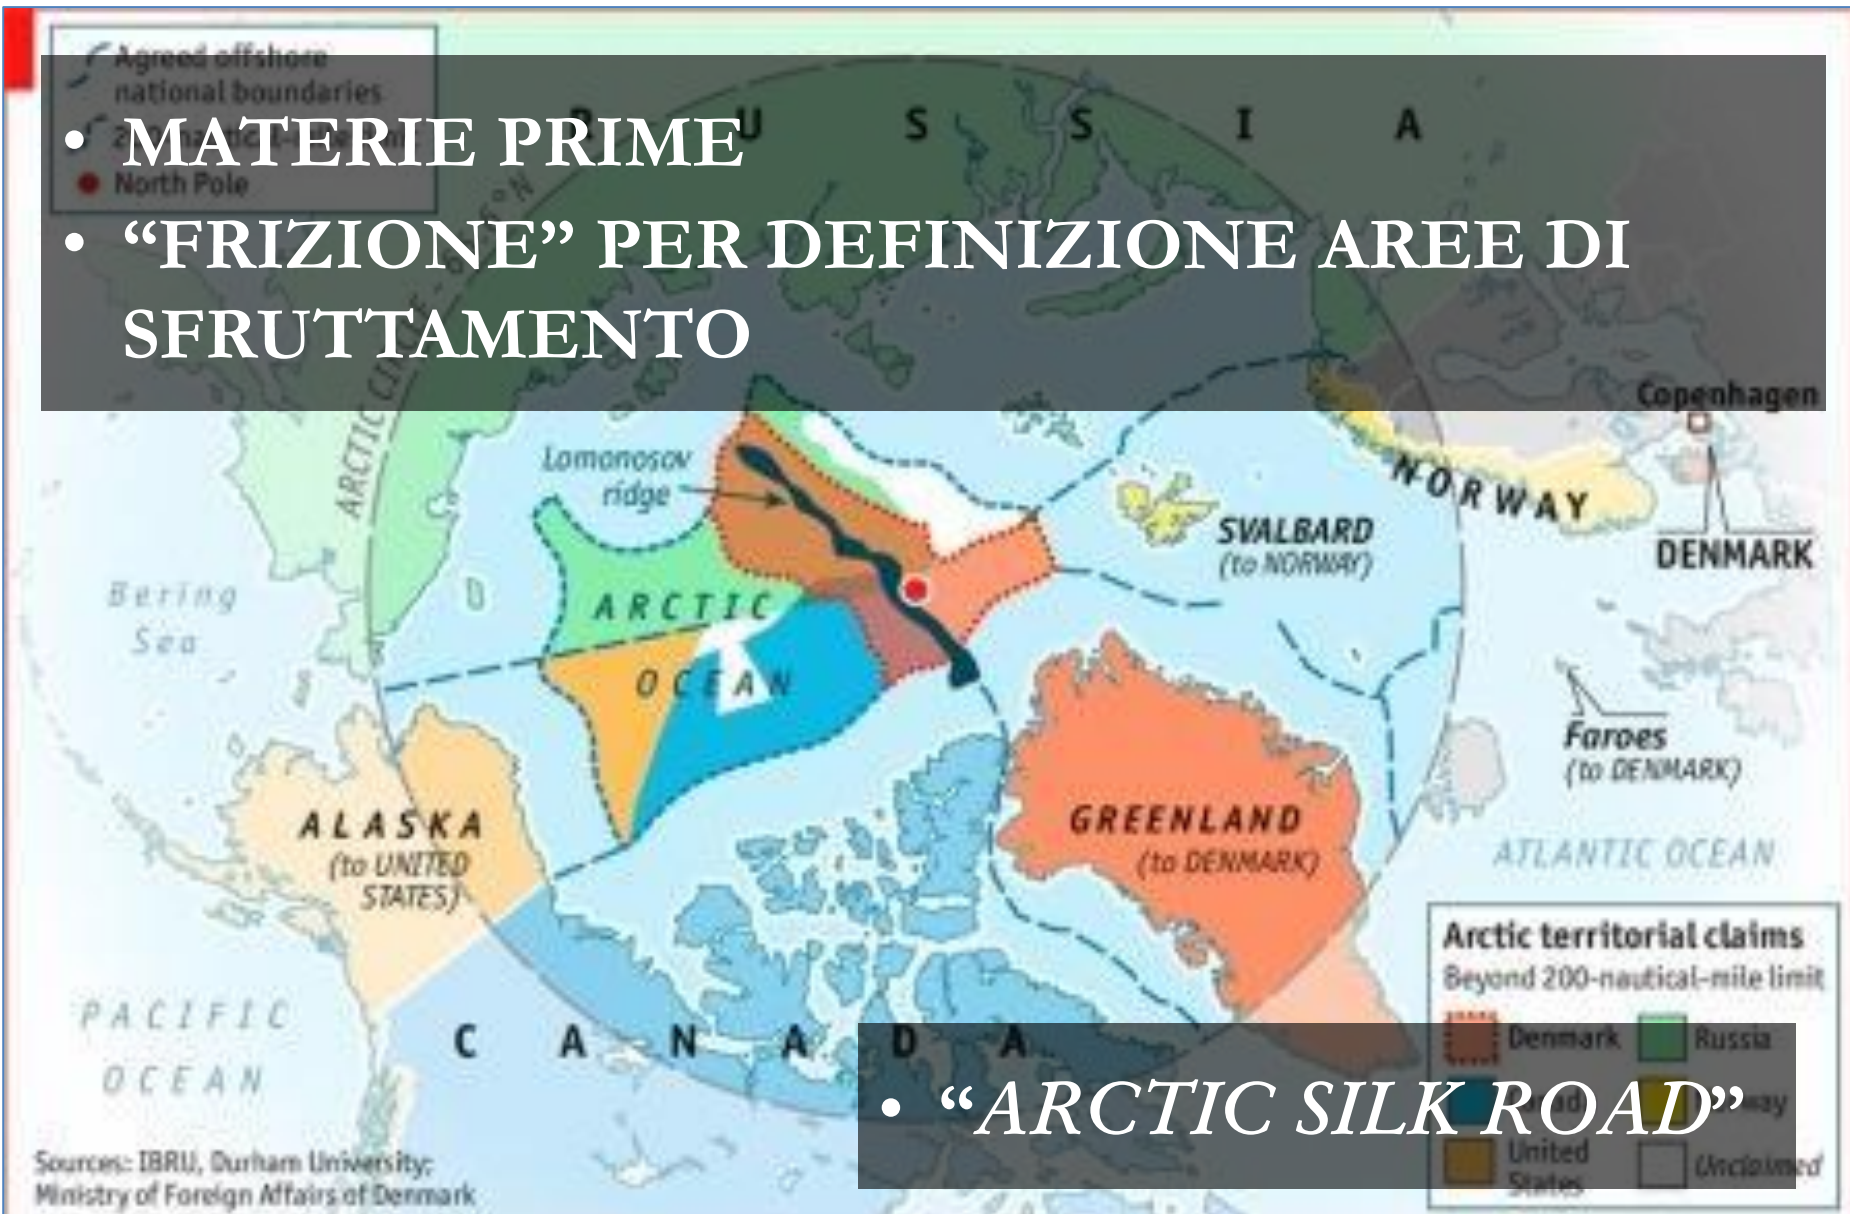 Agreed offshore
national boundaries
North Pole
R U S S I A
• MATERIE PRIME
• “FRIZIONE” PER DEFINIZIONE AREE DI
SFRUTTAMENTO
Copenhagen
Lomonosov
ridge
NORWAY
SVALBARD
(to NORWAY)
DENMARK
Bering
Sea
ARCTIC
OCEAN
Faroes
(to DENMARK)
ALASKA
(to UNITED
STATES)
GREENLAND
(to DENMARK)
ATLANTIC OCEAN
PACIFIC
OCEAN
C A N A D A
Arctic territorial claims
Beyond 200-nautical-mile limit
Denmark
Russia
• “ARCTIC SILK ROAD”
United
States
Unclaimed
Sources: IBRU, Durham University;
Ministry of Foreign Affairs of Denmark